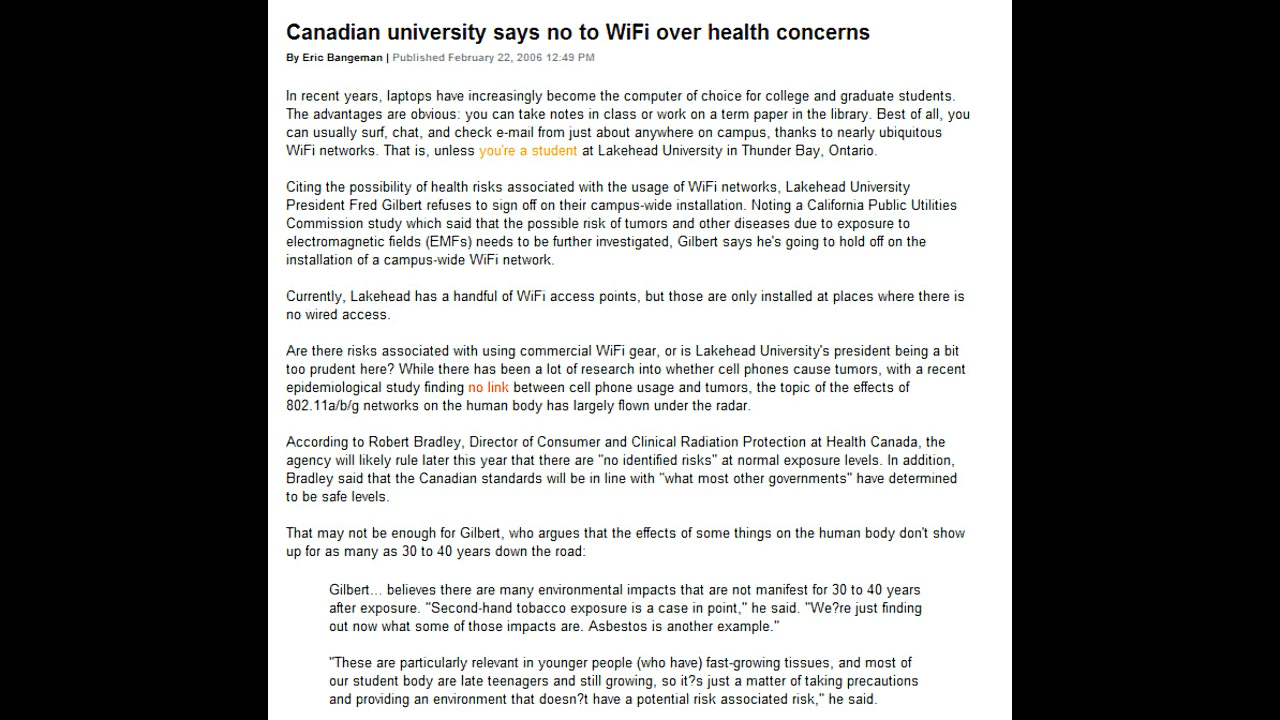 Canadian university says no to WiFi over health concerns
By Eric Bangeman | Published February 22, 2006 12:49 PM
In recent years, laptops have increasingly become the computer of choice for college and graduate students.
The advantages are obvious: you can take notes in class or work on a term paper in the library. Best of all, you
can usually surf, chat, and check e-mail from just about anywhere on campus, thanks to nearly ubiquitous
WiFi networks. That is, unless you're a student at Lakehead University in Thunder Bay, Ontario.
Citing the possibility of health risks associated with the usage of WiFi networks, Lakehead University
President Fred Gilbert refuses to sign off on their campus-wide installation. Noting a California Public Utilities
Commission study which said that the possible risk of tumors and other diseases due to exposure to
electromagnetic fields (EMFs) needs to be further investigated, Gilbert says he's going to hold off on the
installation of a campus-wide WiFi network.
Currently, Lakehead has a handful of WiFi access points, but those are only installed at places where there is
no wired access.
Are there risks associated with using commercial WiFi gear, or is Lakehead University's president being a bit
too prudent here? While there has been a lot of research into whether cell phones cause tumors, with a recent
epidemiological study finding no link between cell phone usage and tumors, the topic of the effects of
802.11a/b/g networks on the human body has largely flown under the radar.
According to Robert Bradley, Director of Consumer and Clinical Radiation Protection at Health Canada, the
agency will likely rule later this year that there are "no identified risks" at normal exposure levels. In addition,
Bradley said that the Canadian standards will be in line with "what most other governments" have determined
to be safe levels.
That may not be enough for Gilbert, who argues that the effects of some things on the human body don't show
up for as many as 30 to 40 years down the road:
Gilbert... believes there are many environmental impacts that are not manifest for 30 to 40 years
after exposure. "Second-hand tobacco exposure is a case in point," he said. "We?re just finding
out now what some of those impacts are. Asbestos is another example."
"These are particularly relevant in younger people (who have) fast-growing tissues, and most of
our student body are late teenagers and still growing, so it?s just a matter of taking precautions
and providing an environment that doesn?t have a potential risk associated risk," he said.